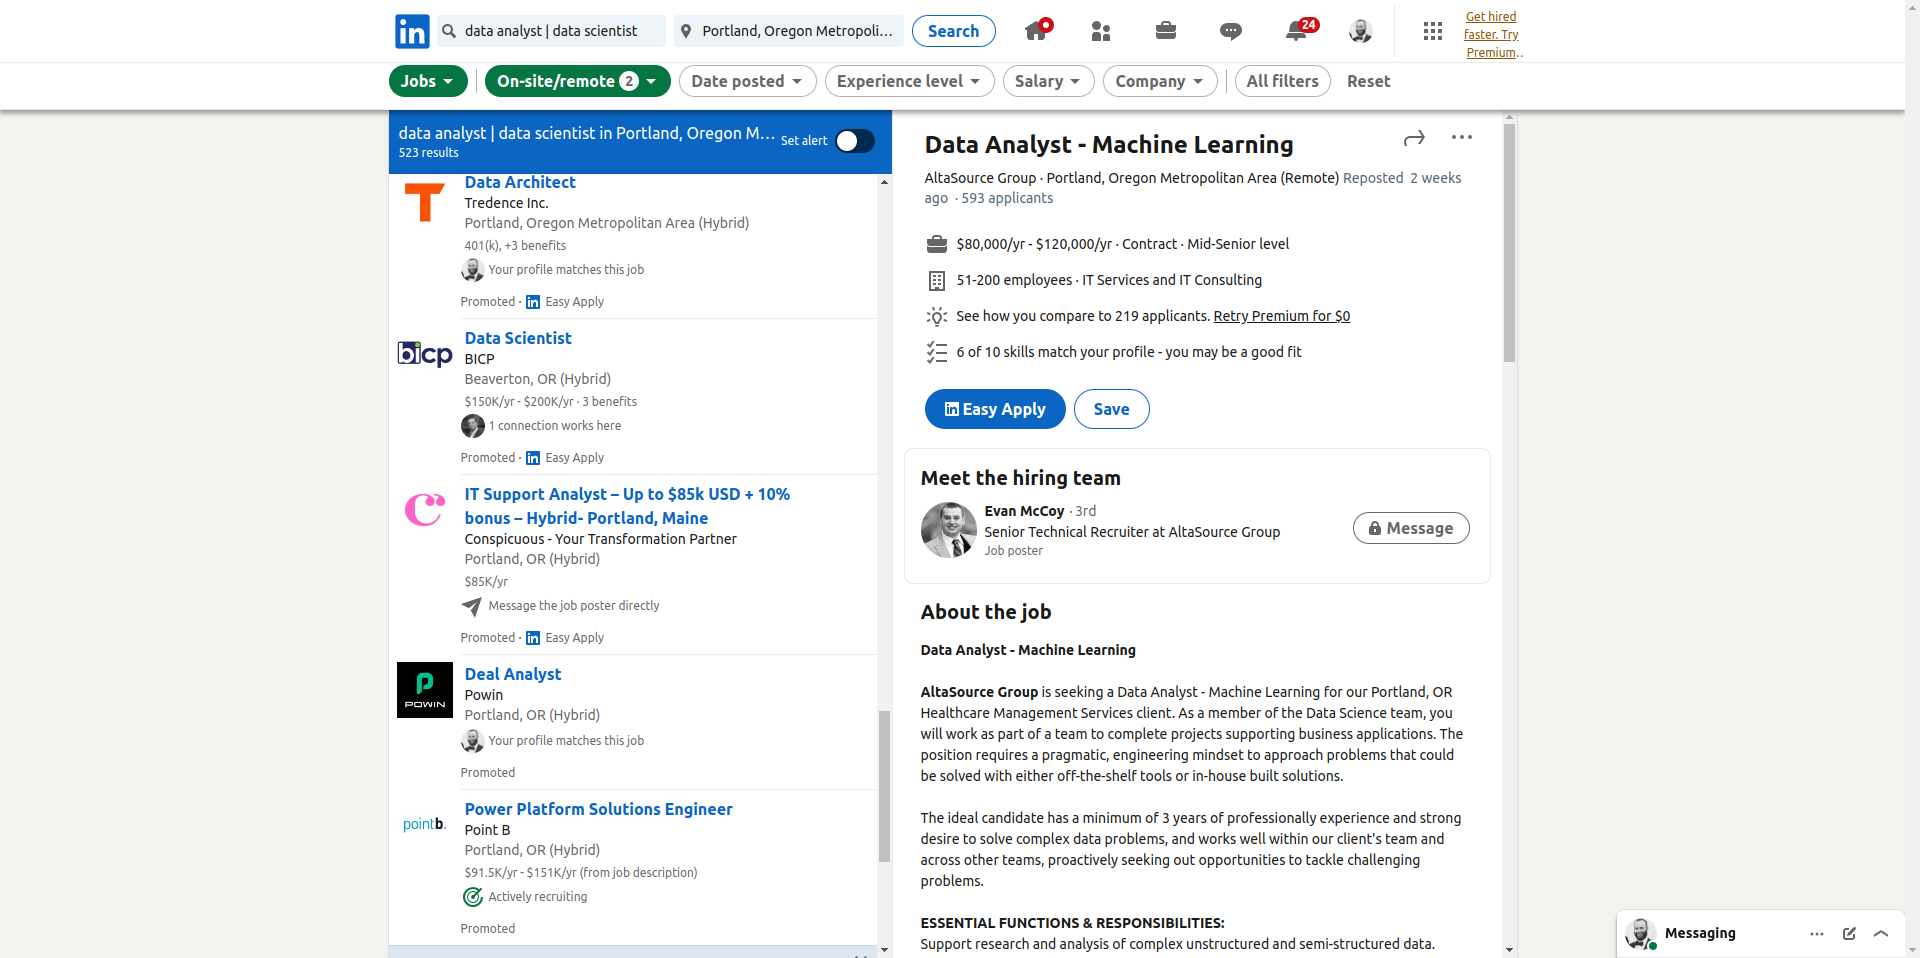 in
data analyst | data scientist
Portland, Oregon Metropoli...
Search
24
Get hired
faster. Try
Premium..
Jobs
On-site/remote 2
Date posted
Experience level
Salary
Company
All filters
Reset
data analyst | data scientist in Portland, Oregon M...
523 results
Set alert
Data Architect
Tredence Inc.
Portland, Oregon Metropolitan Area (Hybrid)
401(k), +3 benefits
Your profile matches this job
Promoted · in Easy Apply
bicp
Data Scientist
BICP
Beaverton, OR (Hybrid)
$150K/yr - $200K/yr · 3 benefits
1 connection works here
Promoted · in Easy Apply
IT Support Analyst – Up to $85k USD + 10%
bonus – Hybrid- Portland, Maine
Conspicuous - Your Transformation Partner
Portland, OR (Hybrid)
$85K/yr
Message the job poster directly
Promoted · in Easy Apply
POWIN
Deal Analyst
Powin
Portland, OR (Hybrid)
Your profile matches this job
Promoted
point b.
Power Platform Solutions Engineer
Point B
Portland, OR (Hybrid)
$91.5K/yr - $151K/yr (from job description)
Actively recruiting
Promoted
Data Analyst - Machine Learning
AltaSource Group · Portland, Oregon Metropolitan Area (Remote) Reposted 2 weeks
ago · 593 applicants
$80,000/yr - $120,000/yr · Contract · Mid-Senior level
51-200 employees · IT Services and IT Consulting
See how you compare to 219 applicants. Retry Premium for $0
6 of 10 skills match your profile - you may be a good fit
in Easy Apply
Save
Meet the hiring team
Evan McCoy · 3rd
Senior Technical Recruiter at AltaSource Group
Job poster
Message
About the job
Data Analyst - Machine Learning
AltaSource Group is seeking a Data Analyst - Machine Learning for our Portland, OR
Healthcare Management Services client. As a member of the Data Science team, you
will work as part of a team to complete projects supporting business applications. The
position requires a pragmatic, engineering mindset to approach problems that could
be solved with either off-the-shelf tools or in-house built solutions.
The ideal candidate has a minimum of 3 years of professionally experience and strong
desire to solve complex data problems, and works well within our client's team and
across other teams, proactively seeking out opportunities to tackle challenging
problems.
ESSENTIAL FUNCTIONS & RESPONSIBILITIES:
Support research and analysis of complex unstructured and semi-structured data.
Messaging